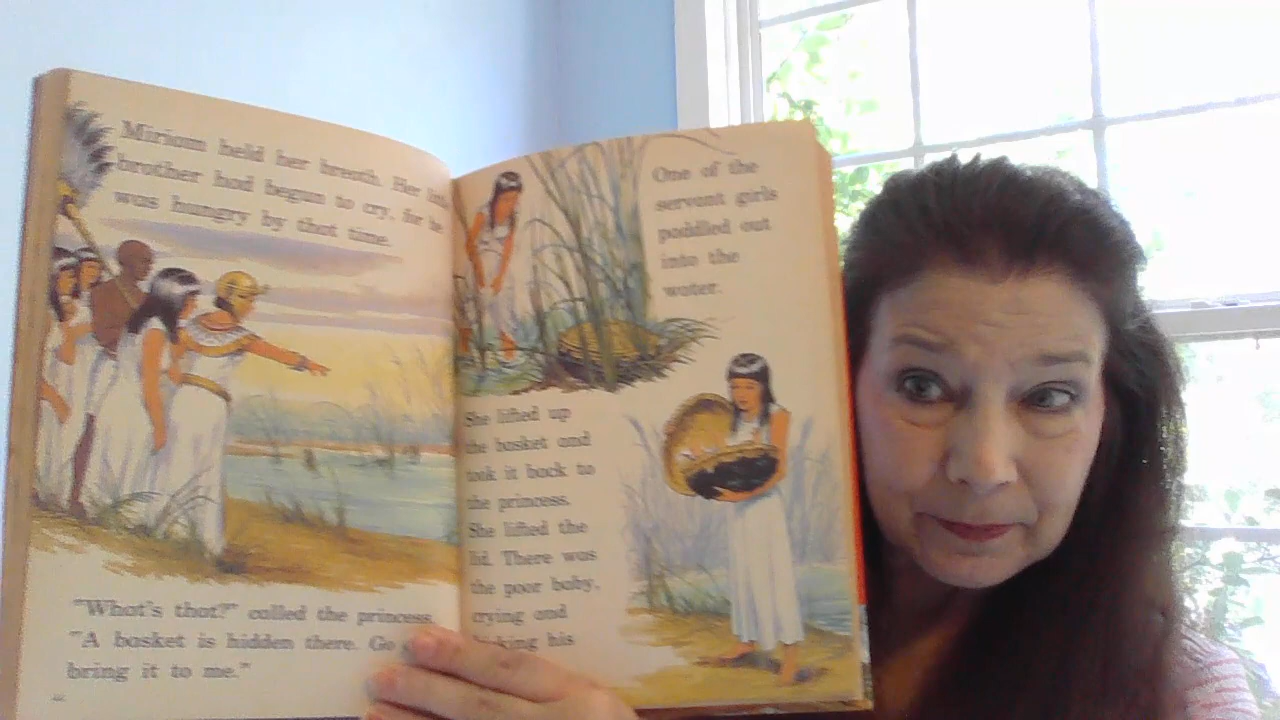 Miriam held her breath. Her
brother had begun to cry, for he
was hungry by that time.
"What's that?" called the princess.
"A basket is hidden there. Go
bring it to me."
One of the
servant girls
paddled out
into the
water.
She lifted up
the basket and
took it back to
the princess.
She lifted the
lid. There was
the poor baby,
crying and
his